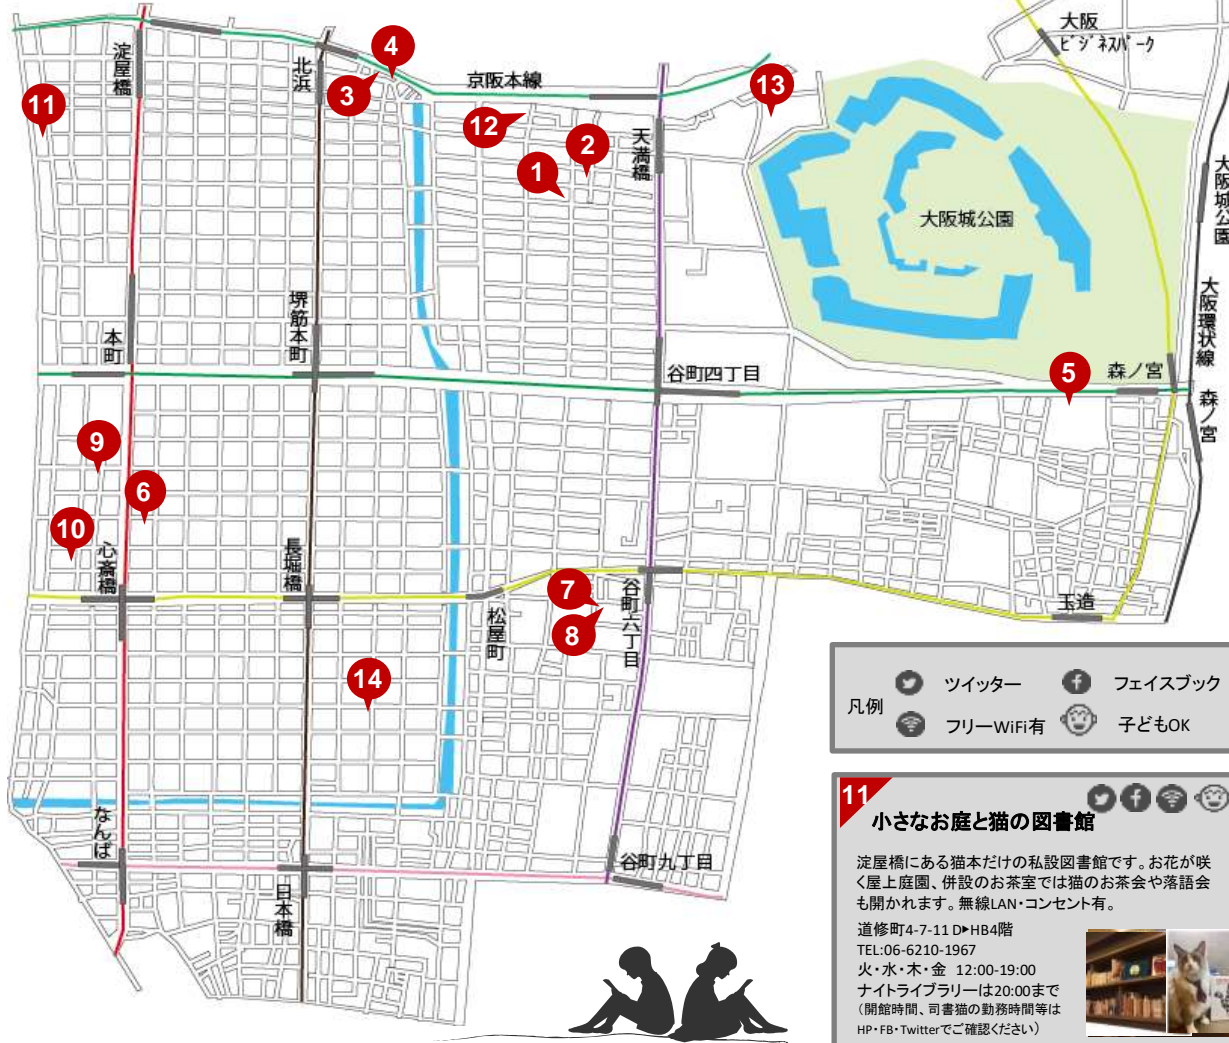 大阪
ビジネスパーク
淀屋橋
北浜
4
3
京阪本線
13
11
12
2
天満橋
1
大阪城公園
大阪城公園
堺筋本町
本町
大阪環状線
谷町四丁目
5
森ノ宮
森ノ宮
9
6
10
心斎橋
長堀橋
7
8
松屋町
谷町六丁目
玉造
14
なんば
日本橋
谷町九丁目
凡例
ツイッター
フェイスブック
フリーWiFi有
子どもOK
11
小さなお庭と猫の図書館
淀屋橋にある猫本だけの私設図書館です。お花が咲
く屋上庭園、併設のお茶室では猫のお茶会や落語会
も開かれます。無線LAN・コンセント有。
道修町4-7-11 D▶HB4階
TEL:06-6210-1967
火・水・木・金 12:00-19:00
ナイトライブラリーは20:00まで
（開館時間、司書猫の勤務時間等は
HP・FB・Twitterでご確認ください）